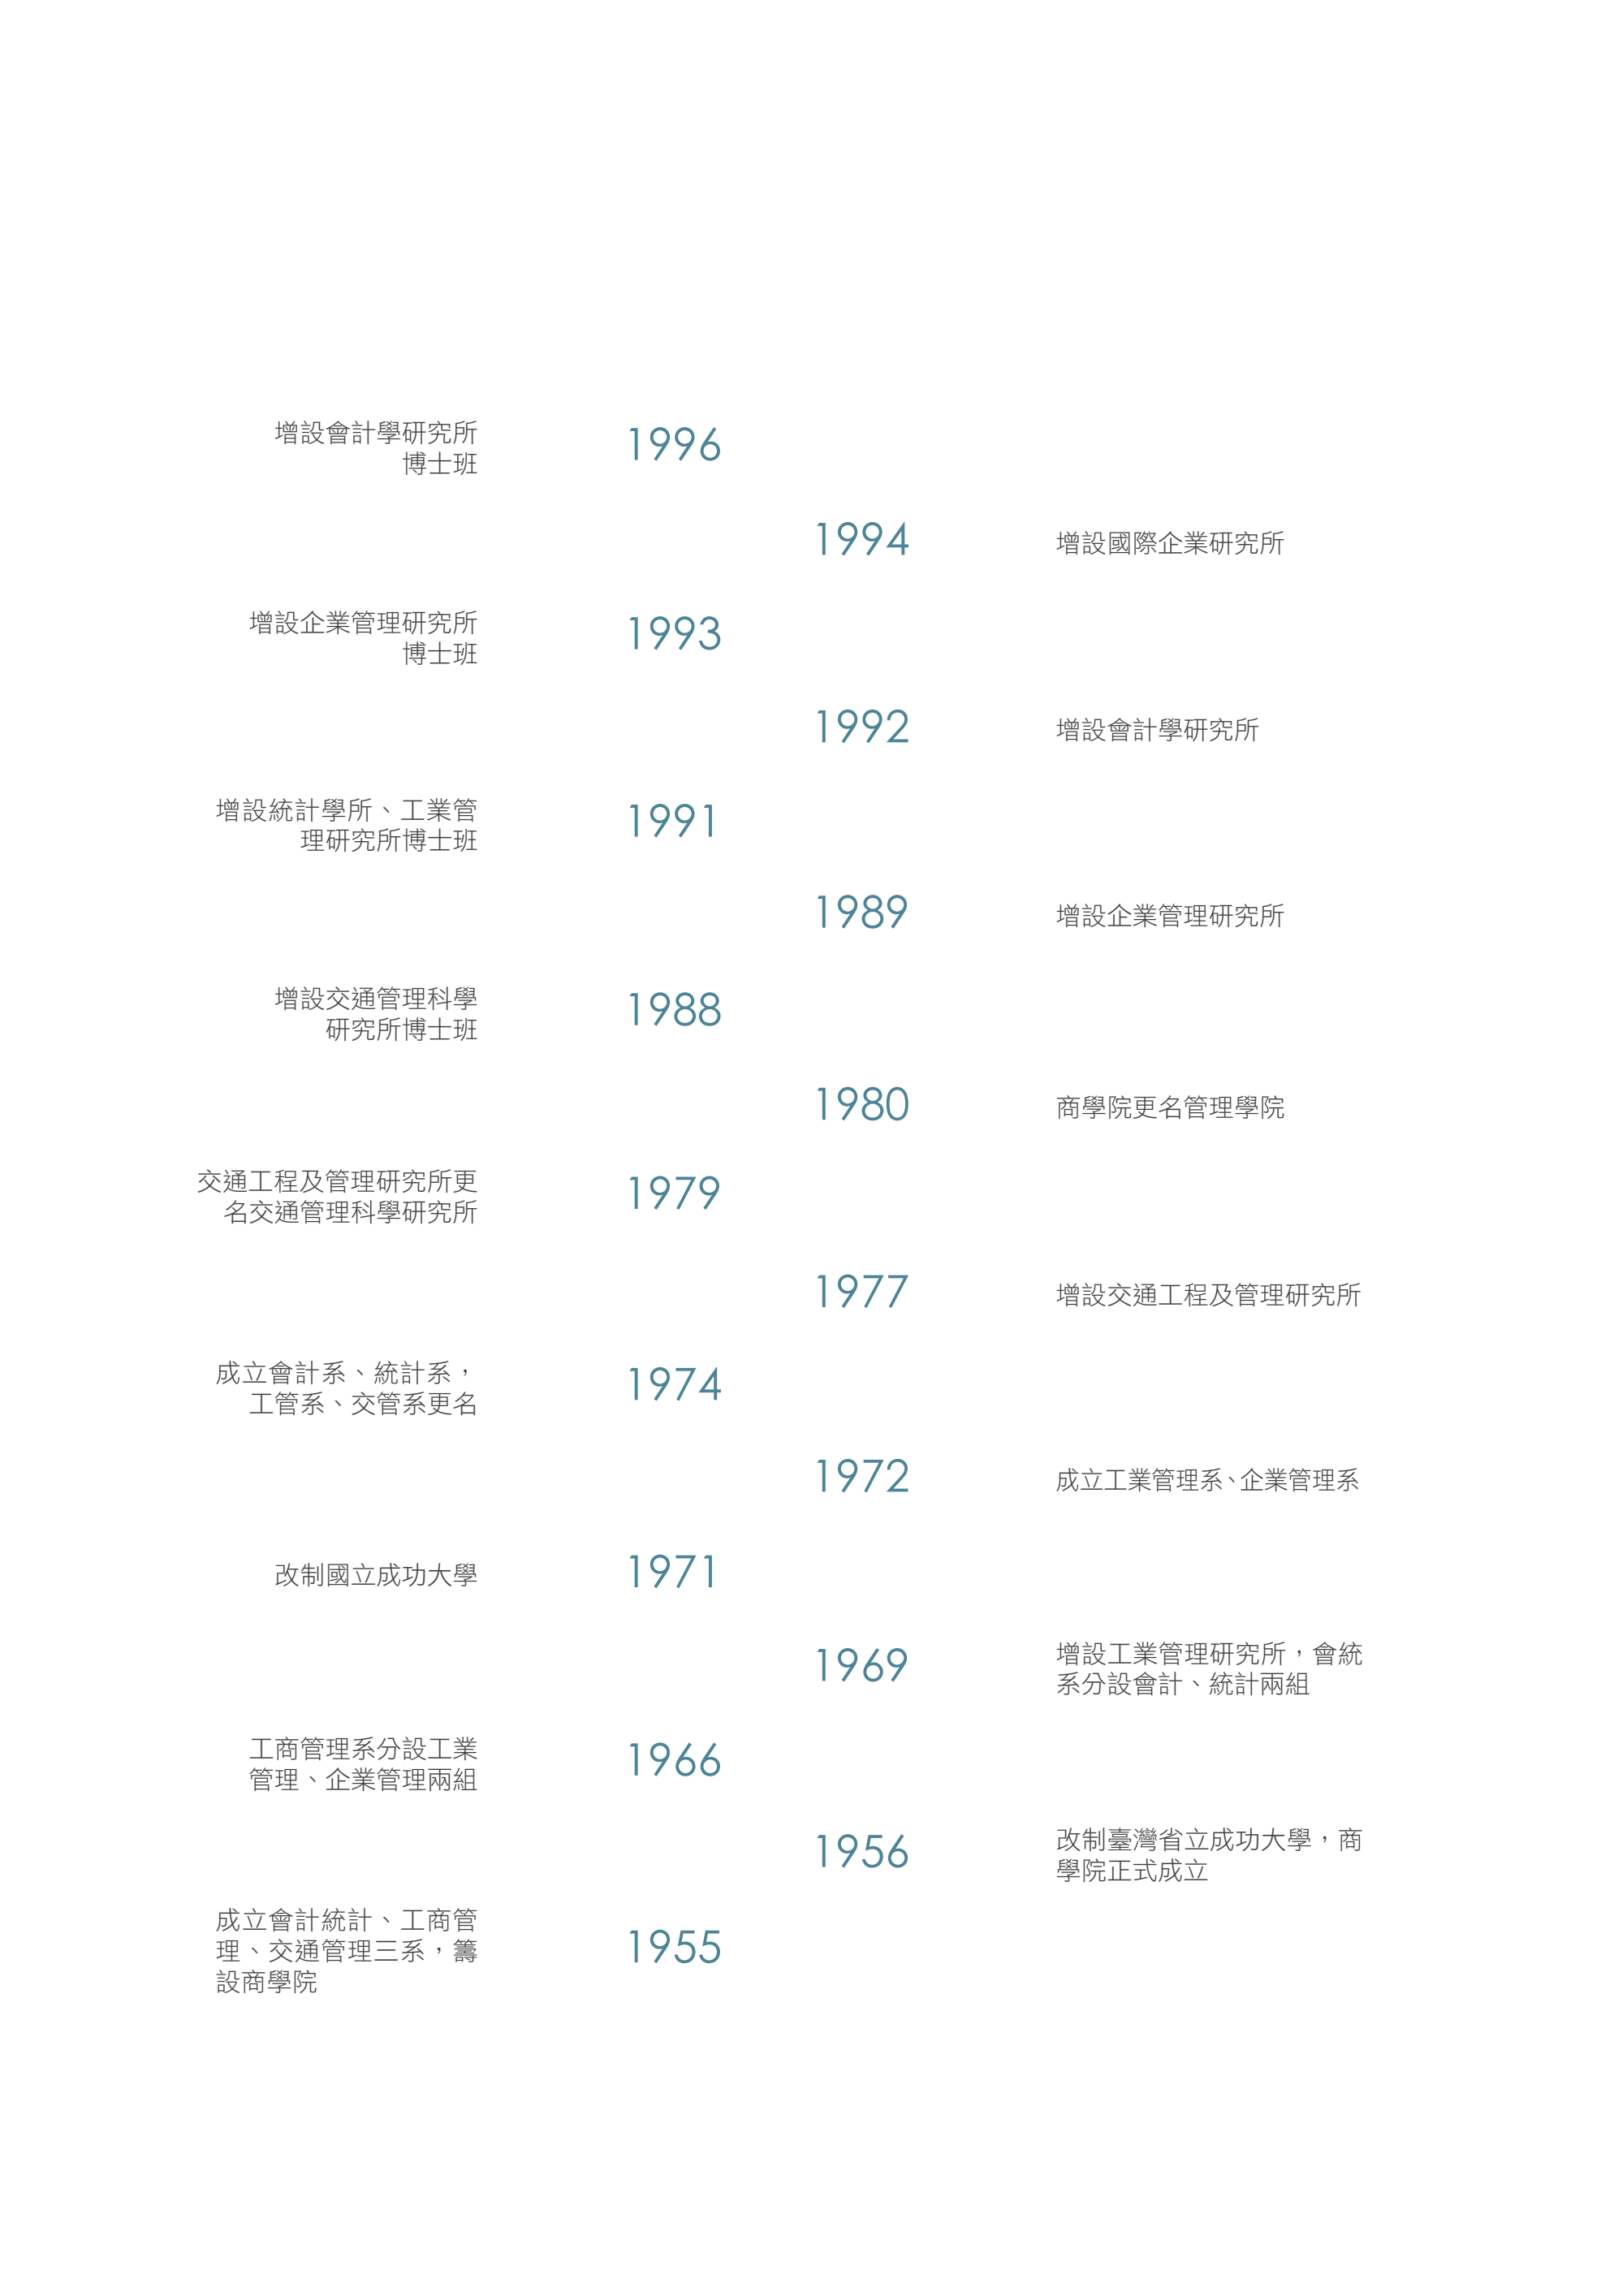 增設會計學研究所
博士班
1996
1994
增設國際企業研究所
增設企業管理研究所
博士班
1993
1992
增設會計學研究所
增設統計學所、工業管
理研究所博士班
1991
1989
增設企業管理研究所
增設交通管理科學
研究所博士班
1988
1980
商學院更名管理學院
交通工程及管理研究所更
名交通管理科學研究所
1979
1977
增設交通工程及管理研究所
成立會計系、統計系，
工管系、交管系更名
1974
1972
成立工業管理系、企業管理系
改制國立成功大學
1971
1969
增設工業管理研究所，會統
系分設會計、統計兩組
工商管理系分設工業
管理、企業管理兩組
1966
1956
改制臺灣省立成功大學，商
學院正式成立
成立會計統計、工商管
理、交通管理三系，籌
設商學院
1955